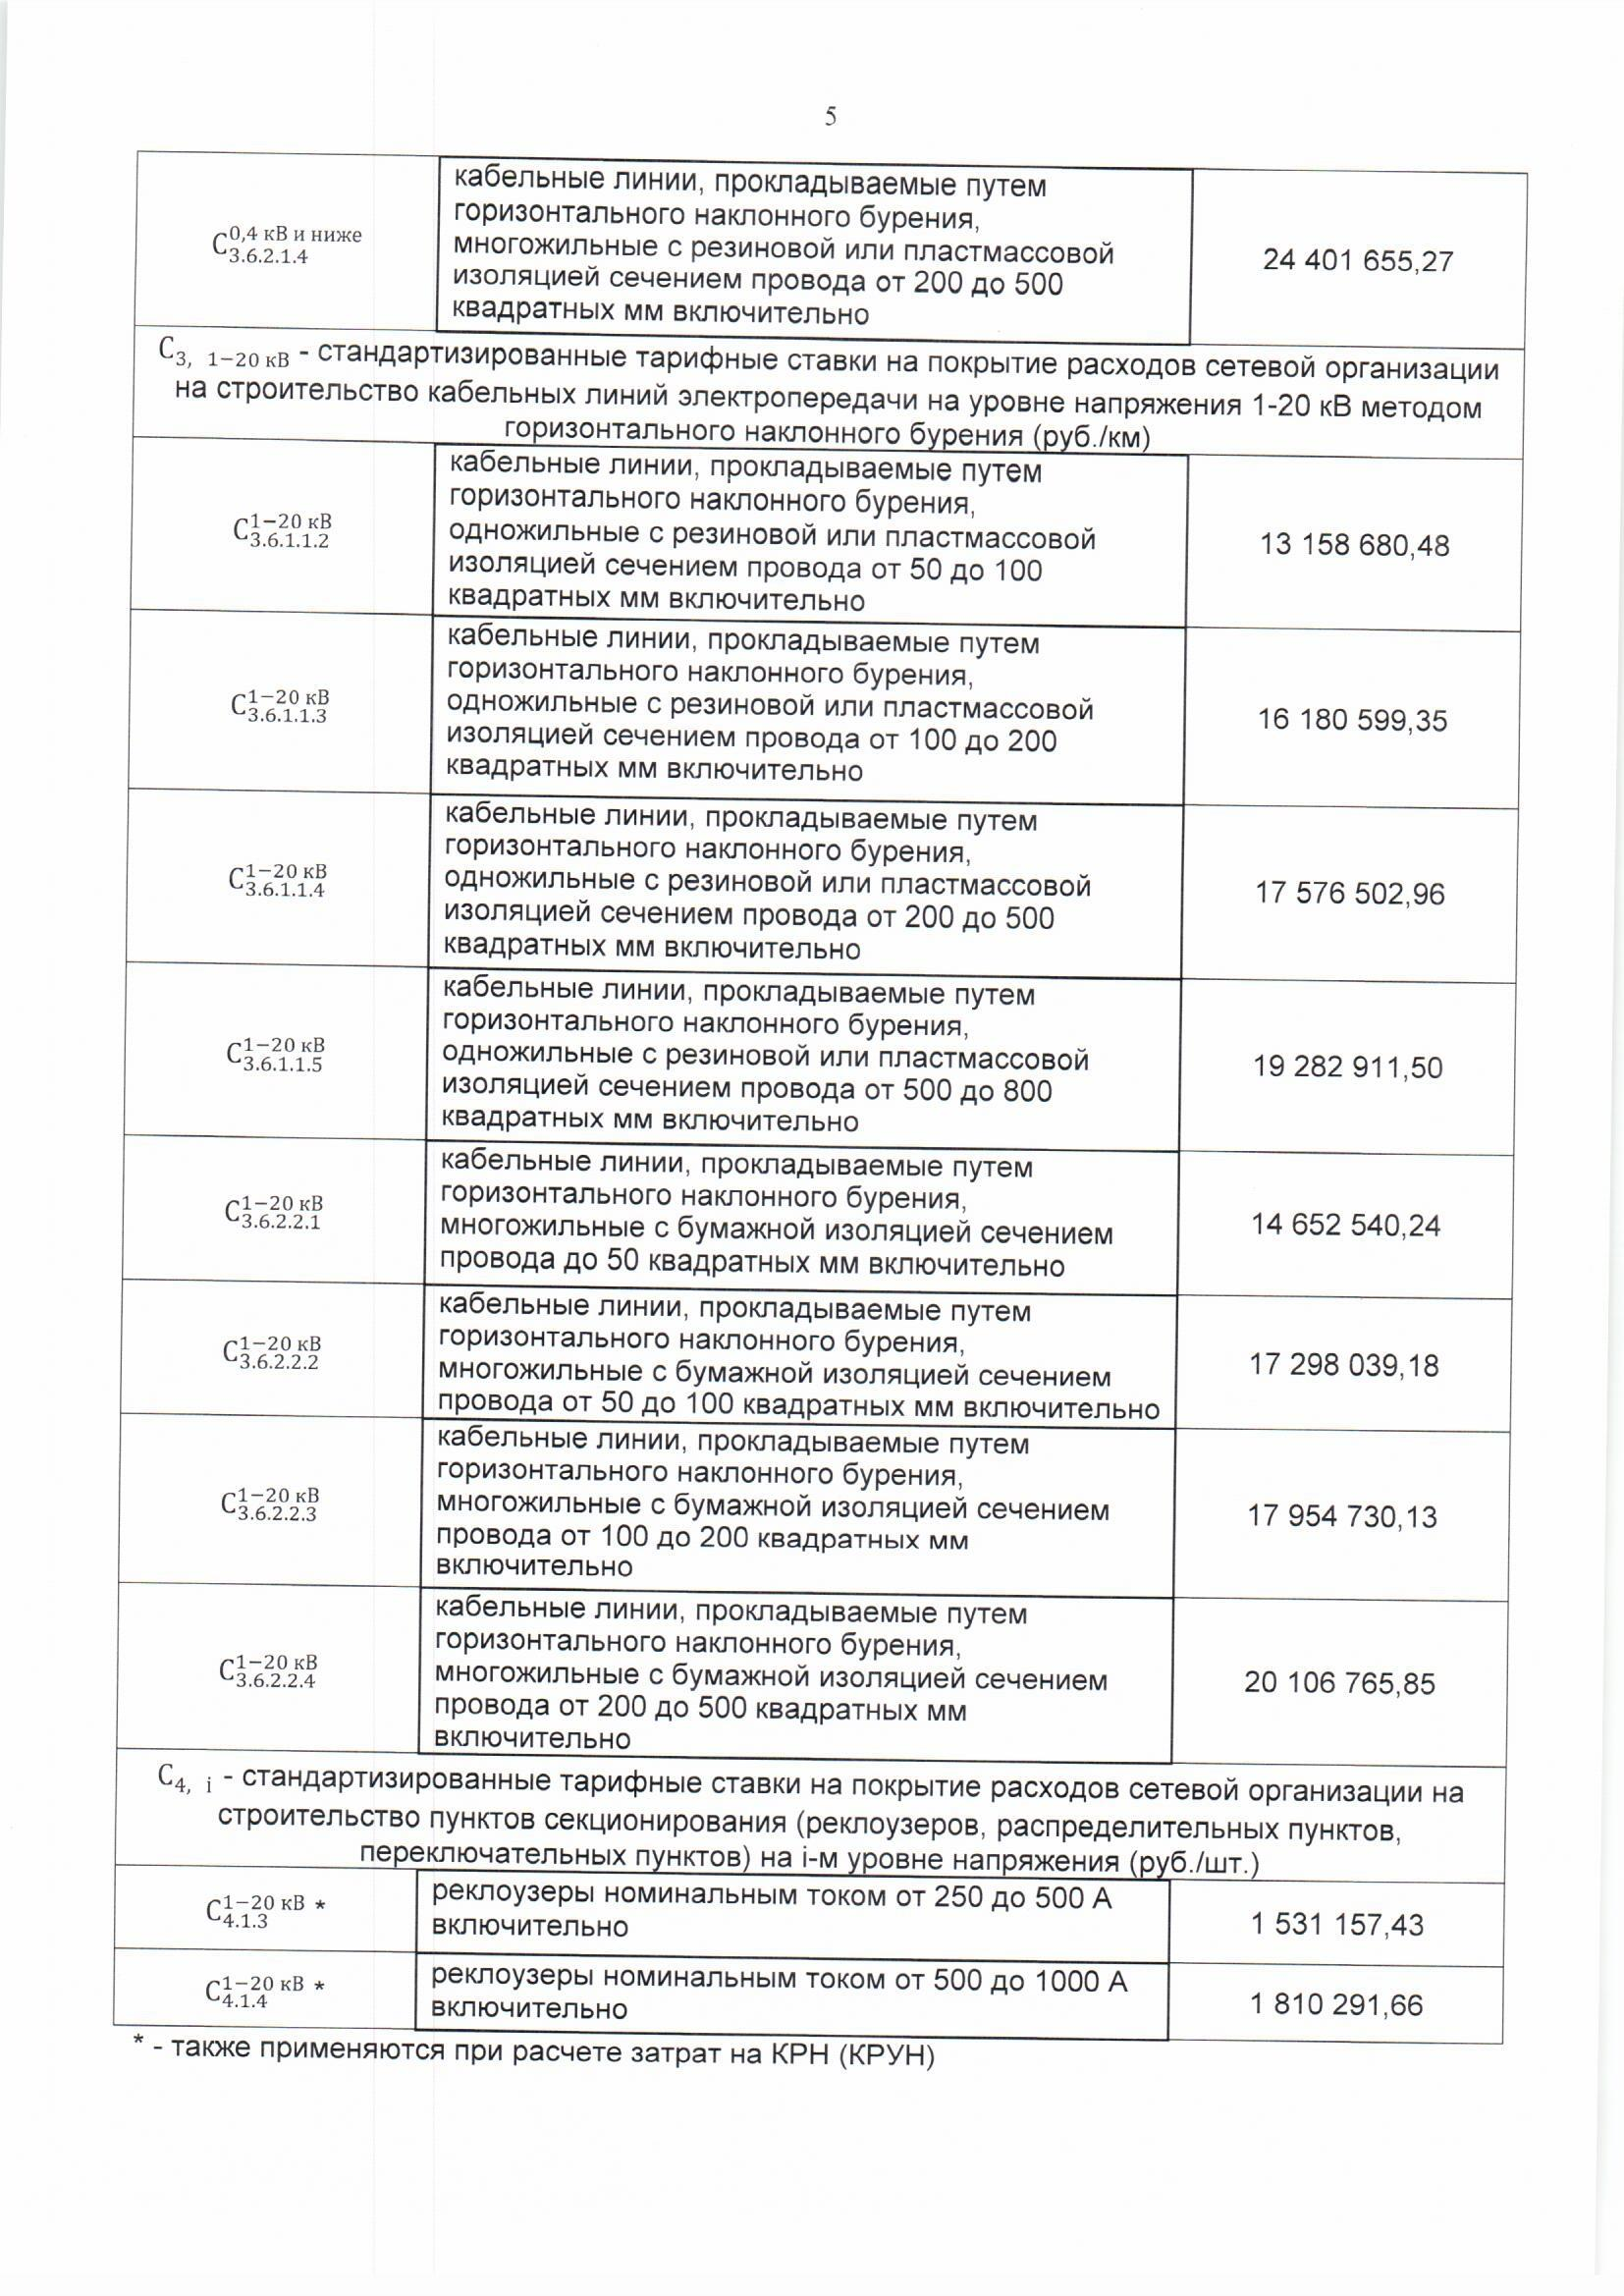 5
C 0,4 кВ и ниже 3.6.2.1.4
кабельные линии, прокладываемые путем
горизонтального наклонного бурения,
многожильные с резиновой или пластмассовой
изоляцией сечением провода от 200 до 500
квадратных мм включительно
24 401 655,27
C3, 1−20 кВ - стандартизированные тарифные ставки на покрытие расходов сетевой организации
на строительство кабельных линий электропередачи на уровне напряжения 1-20 кВ методом
горизонтального наклонного бурения (руб./км)
C 1−20 кВ 3.6.1.1.2
кабельные линии, прокладываемые путем
горизонтального наклонного бурения,
одножильные с резиновой или пластмассовой
изоляцией сечением провода от 50 до 100
квадратных мм включительно
13 158 680,48
C 1−20 кВ 3.6.1.1.3
кабельные линии, прокладываемые путем
горизонтального наклонного бурения,
одножильные с резиновой или пластмассовой
изоляцией сечением провода от 100 до 200
квадратных мм включительно
16 180 599,35
C 1−20 кВ 3.6.1.1.4
кабельные линии, прокладываемые путем
горизонтального наклонного бурения,
одножильные с резиновой или пластмассовой
изоляцией сечением провода от 200 до 500
квадратных мм включительно
17 576 502,96
C 1−20 кВ 3.6.1.1.5
кабельные линии, прокладываемые путем
горизонтального наклонного бурения,
одножильные с резиновой или пластмассовой
изоляцией сечением провода от 500 до 800
квадратных мм включительно
19 282 911,50
C 1−20 кВ 3.6.2.2.1
кабельные линии, прокладываемые путем
горизонтального наклонного бурения,
многожильные с бумажной изоляцией сечением
провода до 50 квадратных мм включительно
14 652 540,24
C 1−20 кВ 3.6.2.2.2
кабельные линии, прокладываемые путем
горизонтального наклонного бурения,
многожильные с бумажной изоляцией сечением
провода от 50 до 100 квадратных мм включительно
17 298 039,18
C 1−20 кВ 3.6.2.2.3
кабельные линии, прокладываемые путем
горизонтального наклонного бурения,
многожильные с бумажной изоляцией сечением
провода от 100 до 200 квадратных мм
включительно
17 954 730,13
C 1−20 кВ 3.6.2.2.4
кабельные линии, прокладываемые путем
горизонтального наклонного бурения,
многожильные с бумажной изоляцией сечением
провода от 200 до 500 квадратных мм
включительно
20 106 765,85
C4, i - стандартизированные тарифные ставки на покрытие расходов сетевой организации на
строительство пунктов секционирования (реклоузеров, распределительных пунктов,
переключательных пунктов) на i-м уровне напряжения (руб./шт.)
C 1−20 кВ 4.1.3 *
реклоузеры номинальным током от 250 до 500 А
включительно
1 531 157,43
C 1−20 кВ 4.1.4 *
реклоузеры номинальным током от 500 до 1000 А
включительно
1 810 291,66
* - также применяются при расчете затрат на КРН (КРУН)